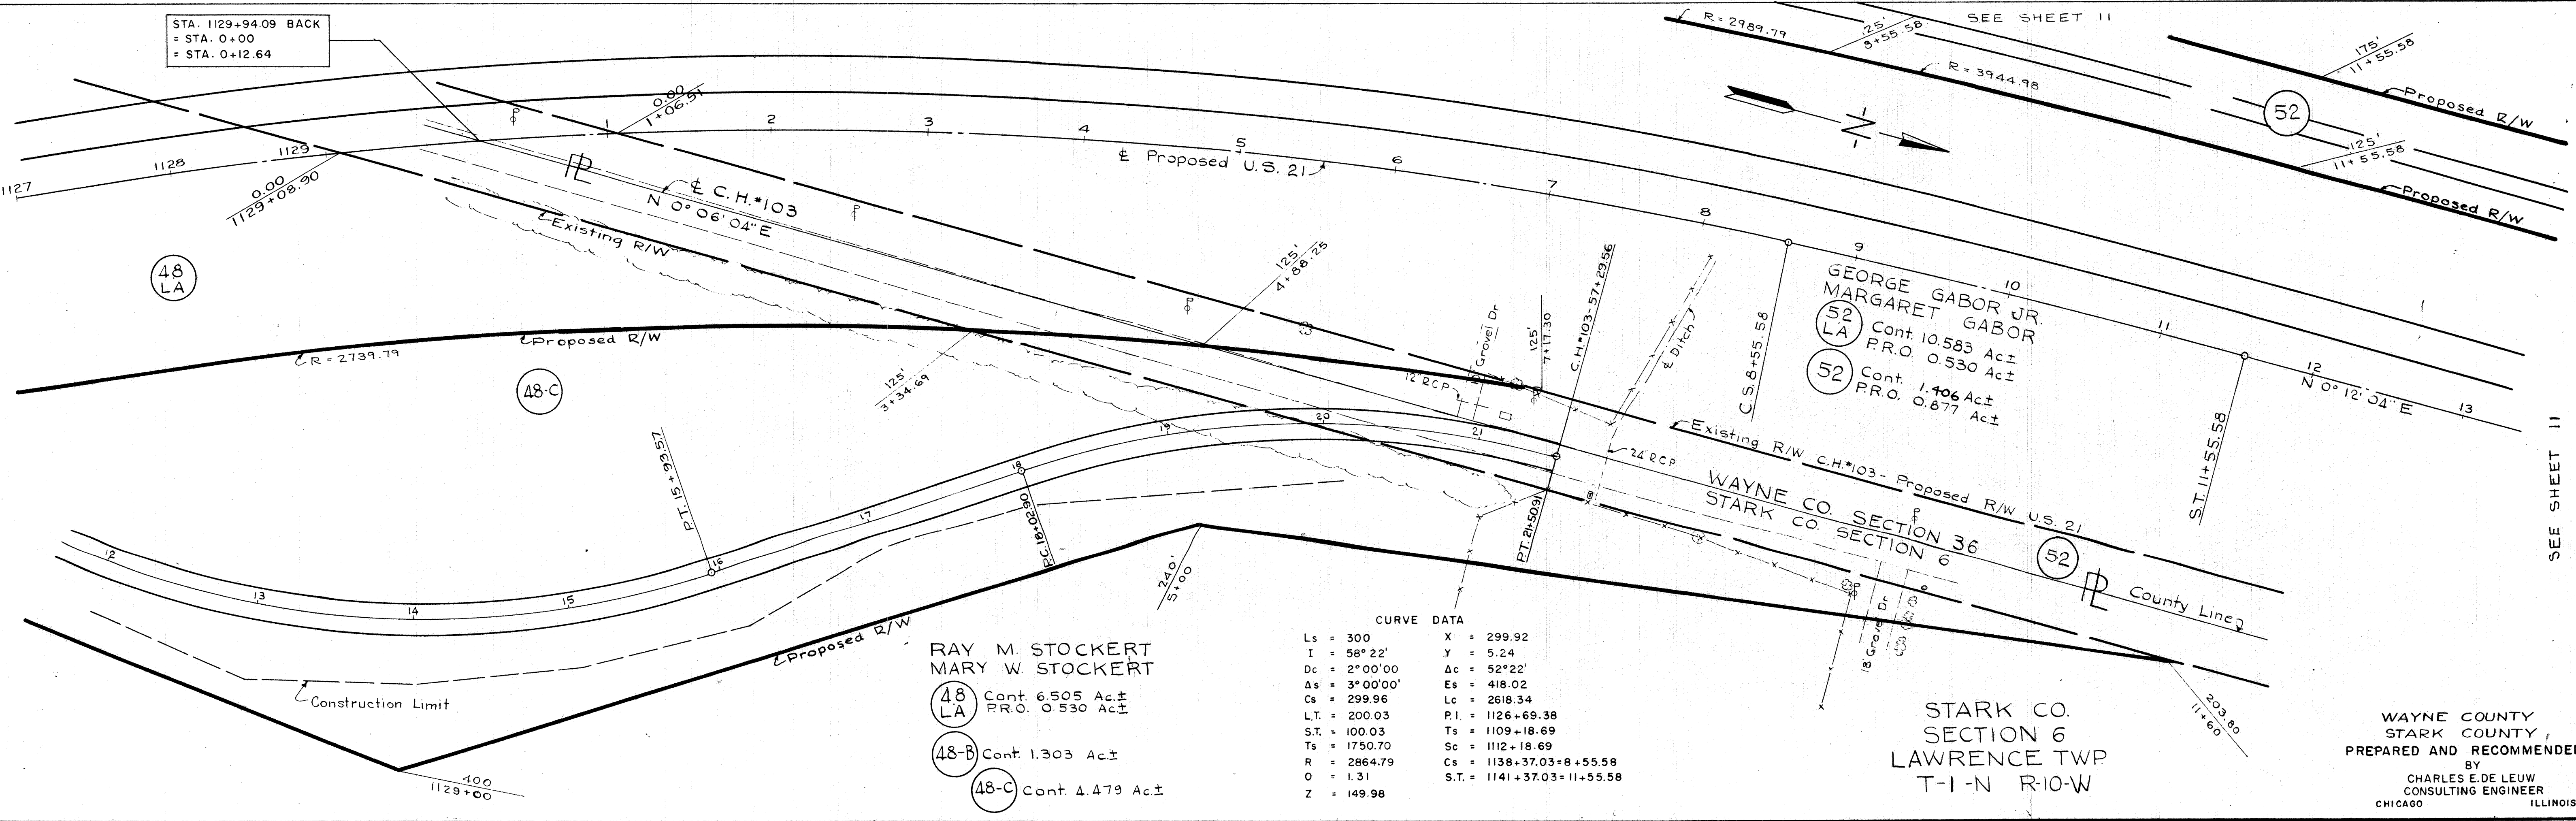 STA. 1129+94.09 BACK
= STA. 0+00
= STA. 0+12.64
SEE SHEET 11
R = 2989.79
125'
8+55.58
R = 3944.98
175'
11+55.58
Proposed R/W
52
125'
11+55.58
Proposed R/W
N
1127
1128
1129
1
2
3
4
5
6
7
8
9
10
11
12
13
0.00
1129+08.90
0.00
1+06.51
℄ Proposed U.S. 21
PL
℄ C.H.#103
N 0° 06' 04" E
Existing R/W
48
LA
Proposed R/W
R = 2739.79
48-C
125'
3+34.69
125'
4+88.25
12" RCP
Gravel Dr
125'
7+17.30
C.H.#103-57+29.56
℄ Ditch
C.S. 8+55.58
GEORGE GABOR JR.
MARGARET GABOR
52
LA
Cont. 10.583 Ac.±
P.R.O. 0.530 Ac±
52
Cont. 1.406 Ac.±
P.R.O. 0.877 Ac±
N 0° 12' 04" E
S.T. 11+55.58
SEE SHEET 11
Existing R/W C.H.#103 - Proposed R/W U.S. 21
24" RCP
WAYNE CO. SECTION 36
STARK CO. SECTION 6
52
PL
County Line
P.T. 15+93.57
P.C. 18+02.90
P.T. 21+50.91
12
13
14
15
16
17
18
19
20
21
240'
5+00
18' Gravel Dr
203.80
11+60
Proposed R/W
Construction Limit
400
1129+00
RAY M. STOCKERT
MARY W. STOCKERT
48
LA
Cont. 6.505 Ac.±
P.R.O. 0.530 Ac±
48-B Cont. 1.303 Ac.±
48-C Cont. 4.479 Ac.±
CURVE DATA
Ls = 300 X = 299.92
I = 58° 22' Y = 5.24
Dc = 2° 00'00 Δc = 52°22'
Δs = 3° 00'00' Es = 418.02
Cs = 299.96 Lc = 2618.34
L.T. = 200.03 P.I. = 1126+69.38
S.T. = 100.03 Ts = 1109+18.69
Ts = 1750.70 Sc = 1112+18.69
R = 2864.79 Cs = 1138+37.03=8+55.58
O = 1.31 S.T. = 1141+37.03=11+55.58
Z = 149.98
STARK CO.
SECTION 6
LAWRENCE TWP.
T-1-N R-10-W
WAYNE COUNTY
STARK COUNTY
PREPARED AND RECOMMENDED
BY
CHARLES E. DE LEUW
CONSULTING ENGINEER
CHICAGO ILLINOIS